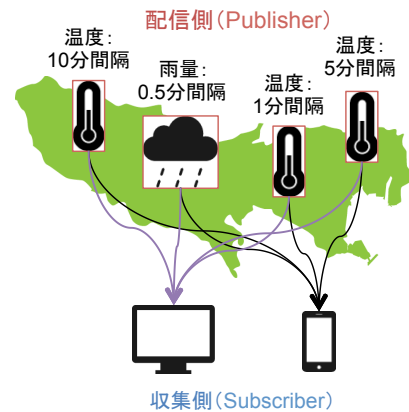 配信側(Publisher)
温度:
10分間隔
雨量:
0.5分間隔
温度:
1分間隔
温度:
5分間隔
収集側(Subscriber)